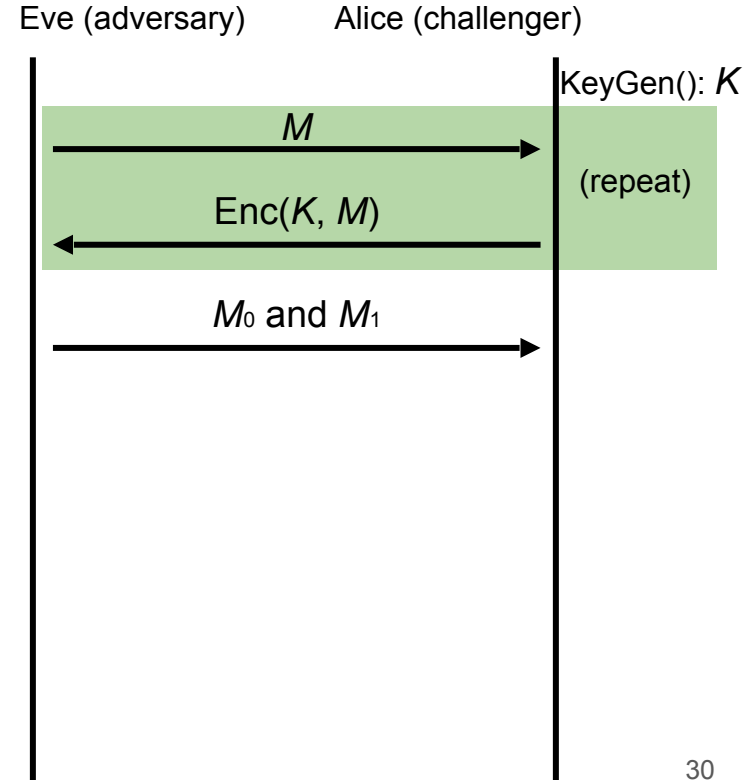 Eve (adversary) Alice (challenger)
KeyGen(): K
M
(repeat)
Enc(K, M)
M₀ and M₁
30